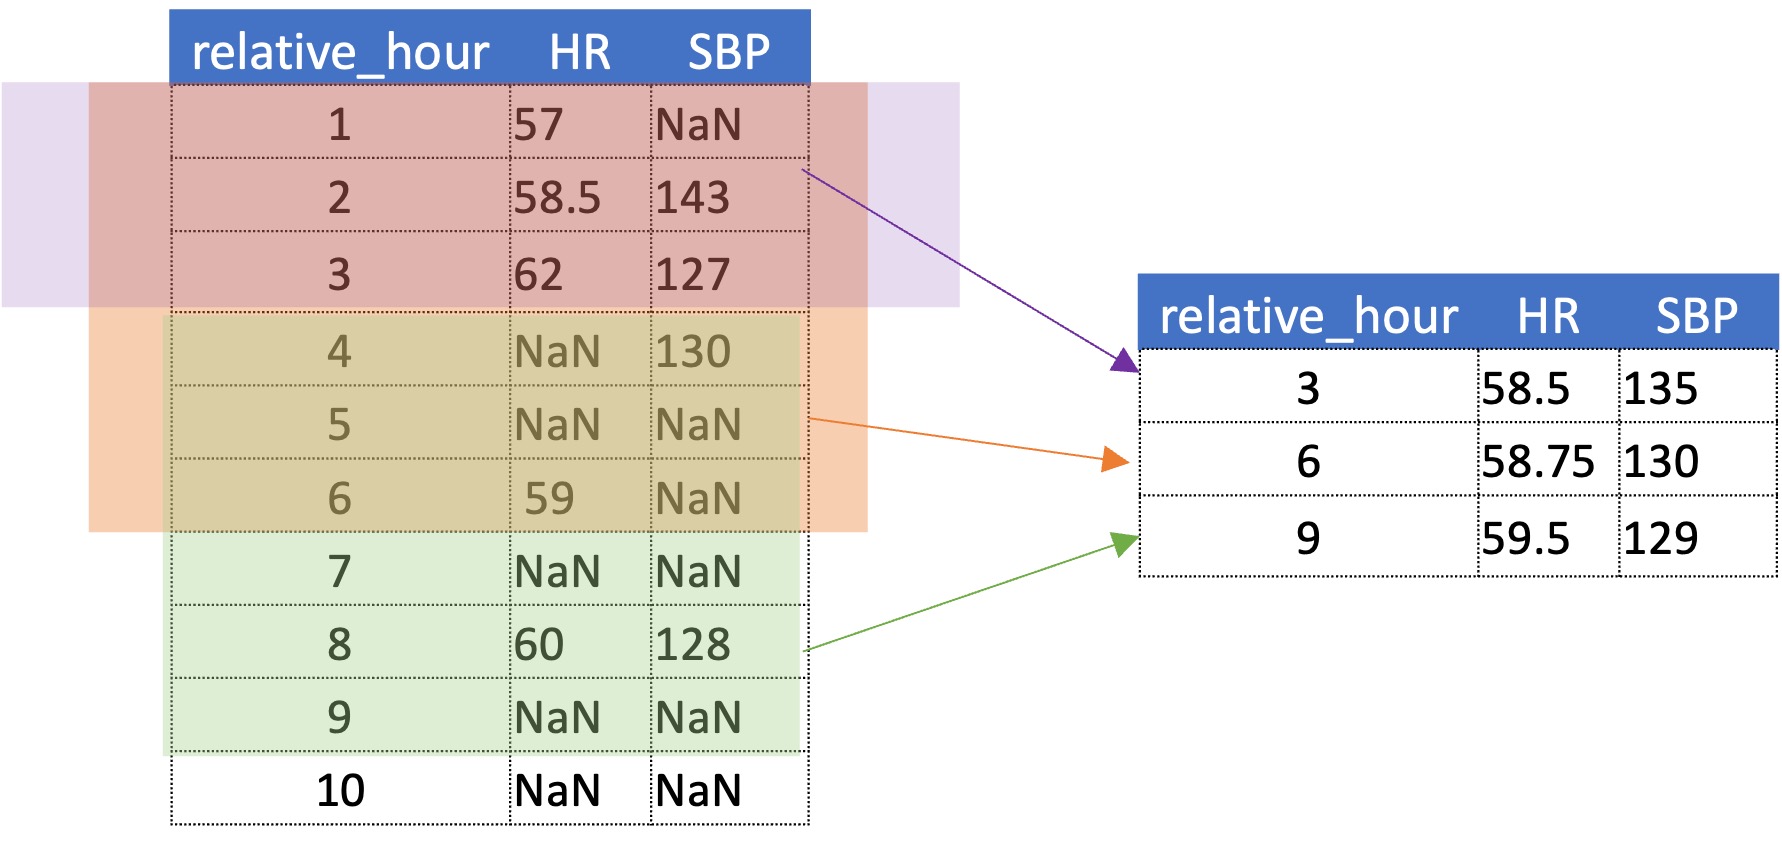 relative_hour HR SBP
1 57 NaN
2 58.5 143
3 62 127
4 NaN 130
5 NaN NaN
6 59 NaN
7 NaN NaN
8 60 128
9 NaN NaN
10 NaN NaN
relative_hour HR SBP
3 58.5 135
6 58.75 130
9 59.5 129